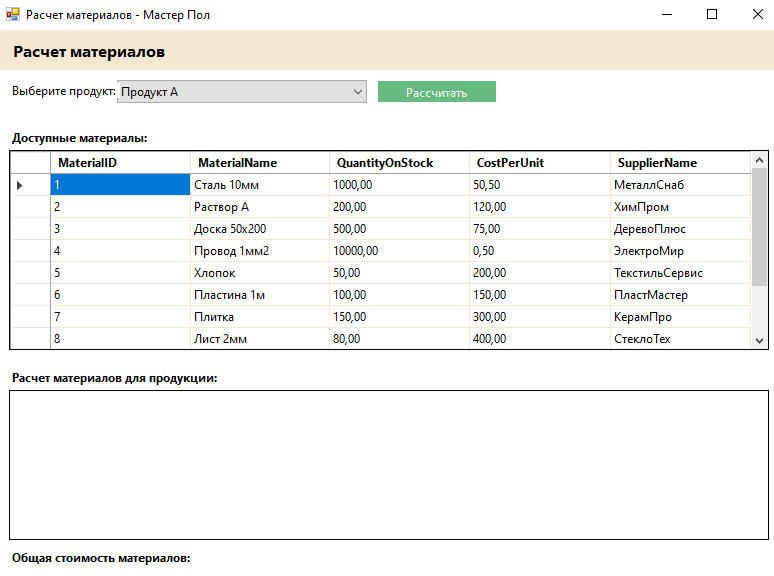 Расчет материалов - Мастер Пол
Расчет материалов
Выберите продукт: Продукт А Рассчитать
Доступные материалы:
MaterialID MaterialName QuantityOnStock CostPerUnit SupplierName
1 Сталь 10мм 1000,00 50,50 МеталлСнаб
2 Раствор А 200,00 120,00 ХимПром
3 Доска 50x200 500,00 75,00 ДеревоПлюс
4 Провод 1мм2 10000,00 0,50 ЭлектроМир
5 Хлопок 50,00 200,00 ТекстильСервис
6 Пластина 1м 100,00 150,00 ПластМастер
7 Плитка 150,00 300,00 КерамПро
8 Лист 2мм 80,00 400,00 СтеклоТех
Расчет материалов для продукции:
Общая стоимость материалов: